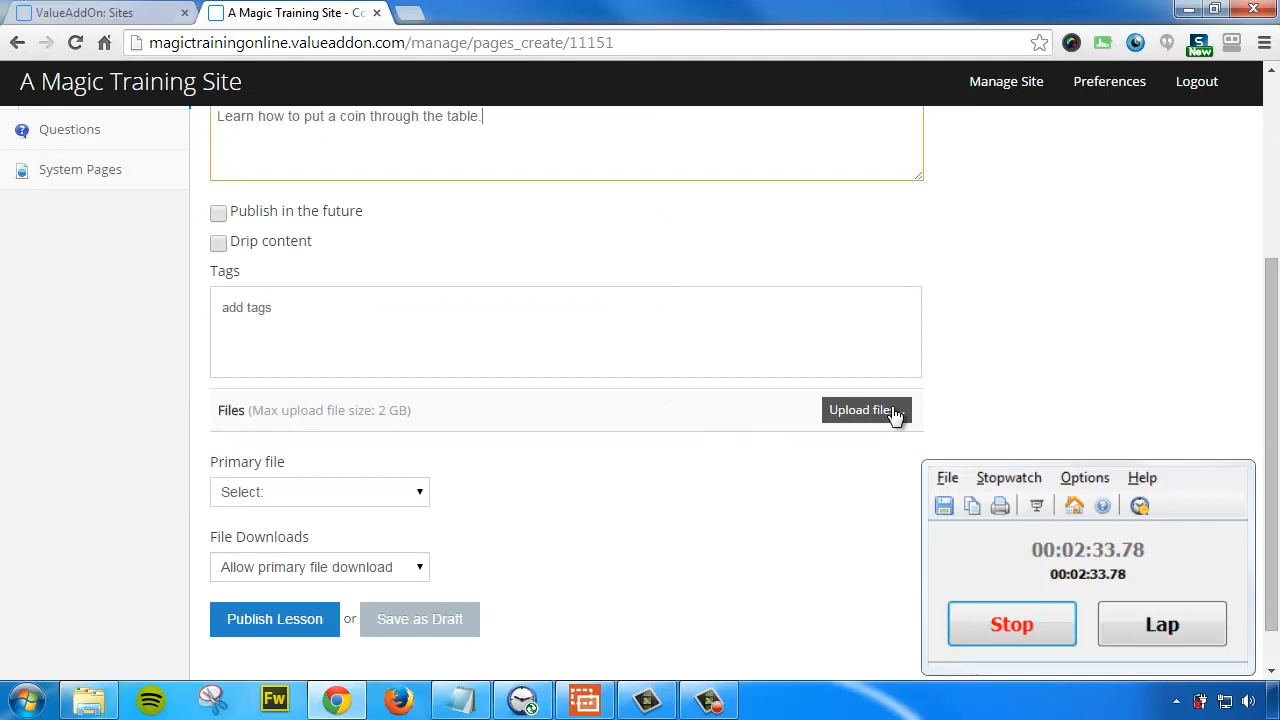 ValueAddOn: Sites
A Magic Training Site - Cc
magictrainingonline.valueaddon.com/manage/pages_create/11151
S
New
A Magic Training Site
Manage Site
Preferences
Logout
Questions
System Pages
Learn how to put a coin through the table.
Publish in the future
Drip content
Tags
add tags
Files (Max upload file size: 2 GB)
Upload file
Primary file
Select:
File Downloads
Allow primary file download
Publish Lesson or Save as Draft
File Stopwatch Options Help
00:02:33.78
00:02:33.78
Stop
Lap
Fw